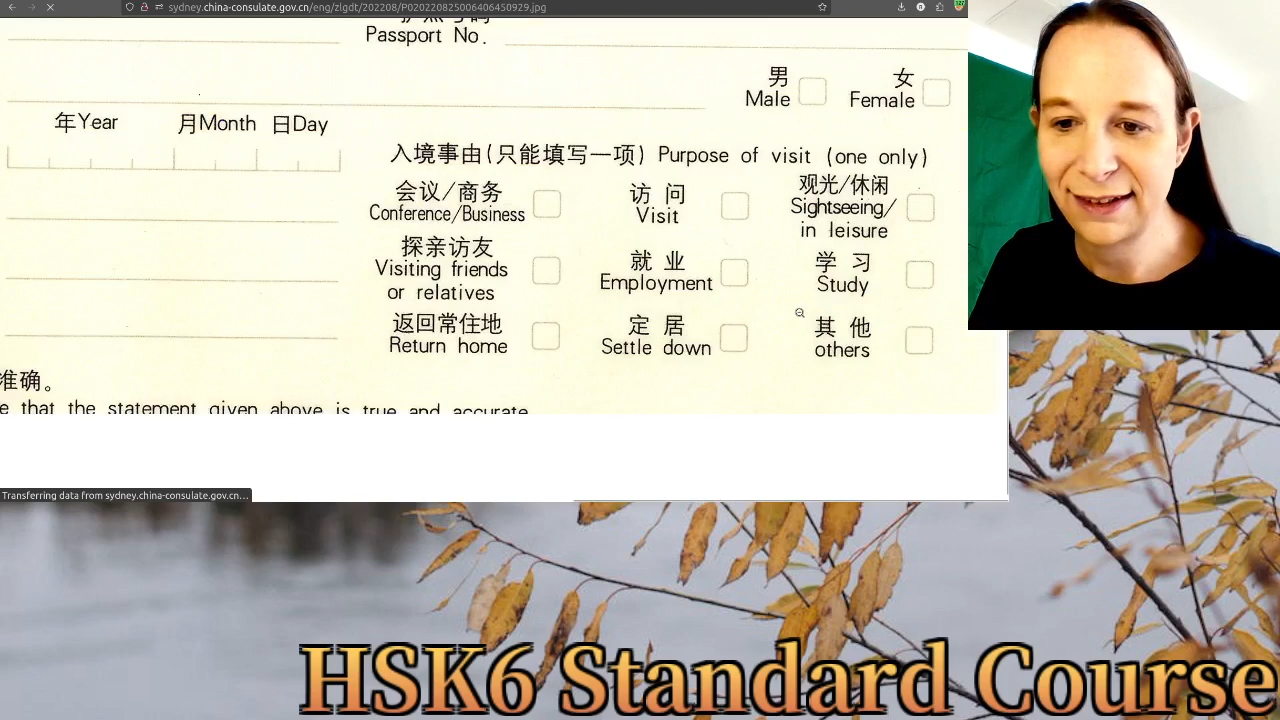 sydney.china-consulate.gov.cn/eng/zlgdt/202208/P020220825006406450929.jpg
Passport No.
男 女
Male Female
年Year 月Month 日Day
入境事由(只能填写一项) Purpose of visit (one only)
会议/商务 访问 观光/休闲
Conference/Business Visit Sightseeing/
in leisure
探亲访友 就业 学习
Visiting friends Employment Study
or relatives
返回常住地 定居 其他
Return home Settle down others
准确。
e that the statement given above is true and accurate
Transferring data from sydney.china-consulate.gov.cn...
HSK6 Standard Course